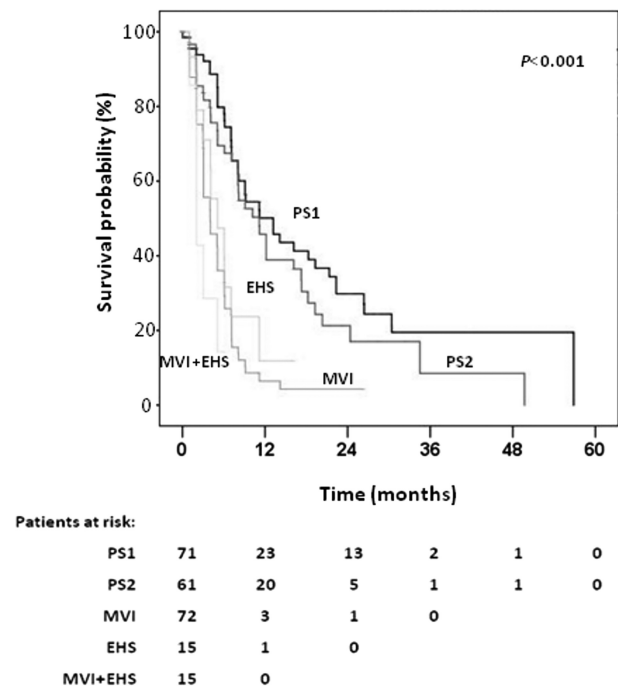 100
80
60
40
20
0
Survival probability (%)
P<0.001
PS1
EHS
MVI+EHS
MVI
PS2
0 12 24 36 48 60
Time (months)
Patients at risk:
PS1 71 23 13 2 1 0
PS2 61 20 5 1 1 0
MVI 72 3 1 0
EHS 15 1 0
MVI+EHS 15 0